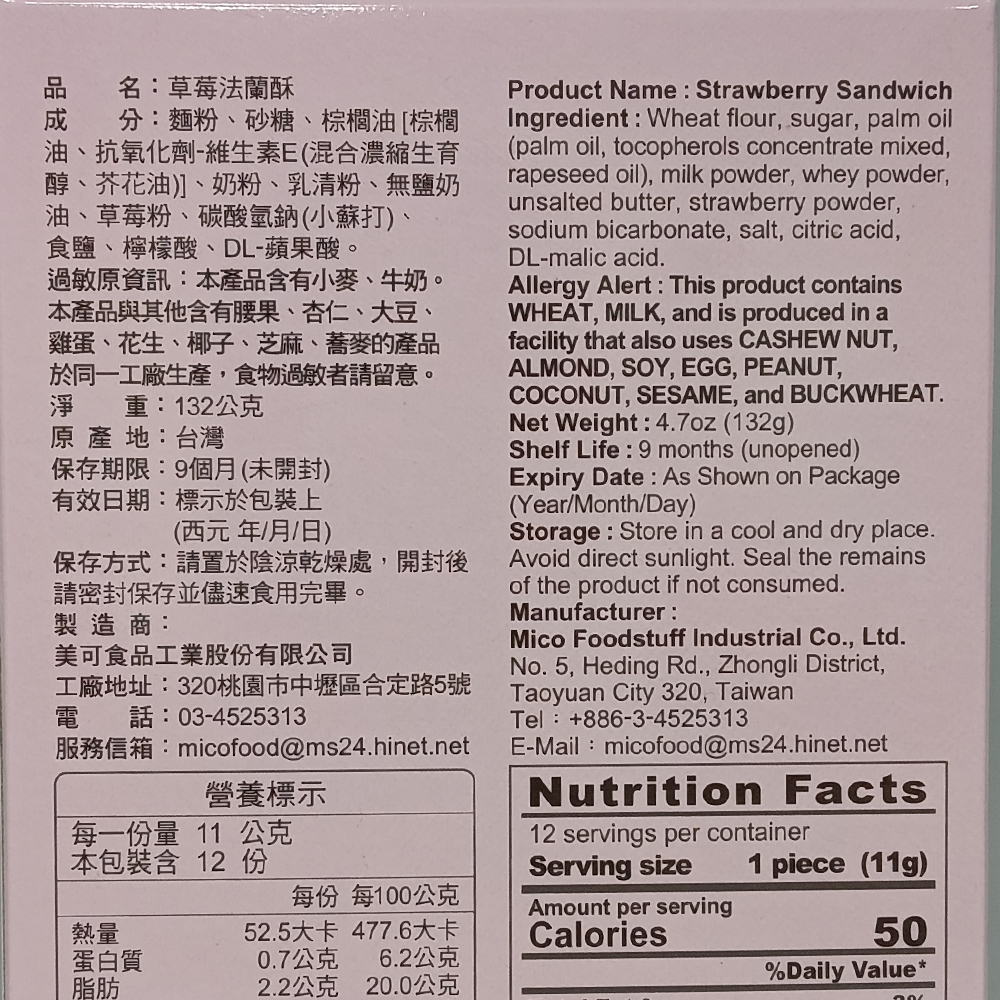 品名：草莓法蘭酥
成分：麵粉、砂糖、棕櫚油[棕櫚
油、抗氧化劑-維生素E(混合濃縮生育
醇、芥花油)]、奶粉、乳清粉、無鹽奶
油、草莓粉、碳酸氫鈉(小蘇打)、
食鹽、檸檬酸、DL-蘋果酸。
過敏原資訊：本產品含有小麥、牛奶。
本產品與其他含有腰果、杏仁、大豆、
雞蛋、花生、椰子、芝麻、蕎麥的產品
於同一工廠生產，食物過敏者請留意。
淨重：132公克
原產地：台灣
保存期限：9個月(未開封)
有效日期：標示於包裝上
(西元 年/月/日)
保存方式：請置於陰涼乾燥處，開封後
請密封保存並儘速食用完畢。
製造商：
美可食品工業股份有限公司
工廠地址：320桃園市中壢區合定路5號
電話：03-4525313
服務信箱：micofood@ms24.hinet.net
營養標示
每一份量 11 公克
本包裝含 12 份
每份 每100公克
熱量 52.5大卡 477.6大卡
蛋白質 0.7公克 6.2公克
脂肪 2.2公克 20.0公克
Product Name : Strawberry Sandwich
Ingredient : Wheat flour, sugar, palm oil
(palm oil, tocopherols concentrate mixed,
rapeseed oil), milk powder, whey powder,
unsalted butter, strawberry powder,
sodium bicarbonate, salt, citric acid,
DL-malic acid.
Allergy Alert : This product contains
WHEAT, MILK, and is produced in a
facility that also uses CASHEW NUT,
ALMOND, SOY, EGG, PEANUT,
COCONUT, SESAME, and BUCKWHEAT.
Net Weight : 4.7oz (132g)
Shelf Life : 9 months (unopened)
Expiry Date : As Shown on Package
(Year/Month/Day)
Storage : Store in a cool and dry place.
Avoid direct sunlight. Seal the remains
of the product if not consumed.
Manufacturer :
Mico Foodstuff Industrial Co., Ltd.
No. 5, Heding Rd., Zhongli District,
Taoyuan City 320, Taiwan
Tel：+886-3-4525313
E-Mail：micofood@ms24.hinet.net
Nutrition Facts
12 servings per container
Serving size 1 piece (11g)
Amount per serving
Calories 50
%Daily Value*